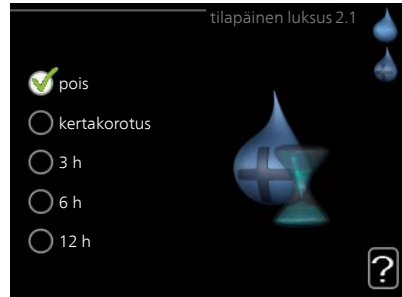 tilapäinen luksus 2.1
pois
kertakorotus
3 h
6 h
12 h
?